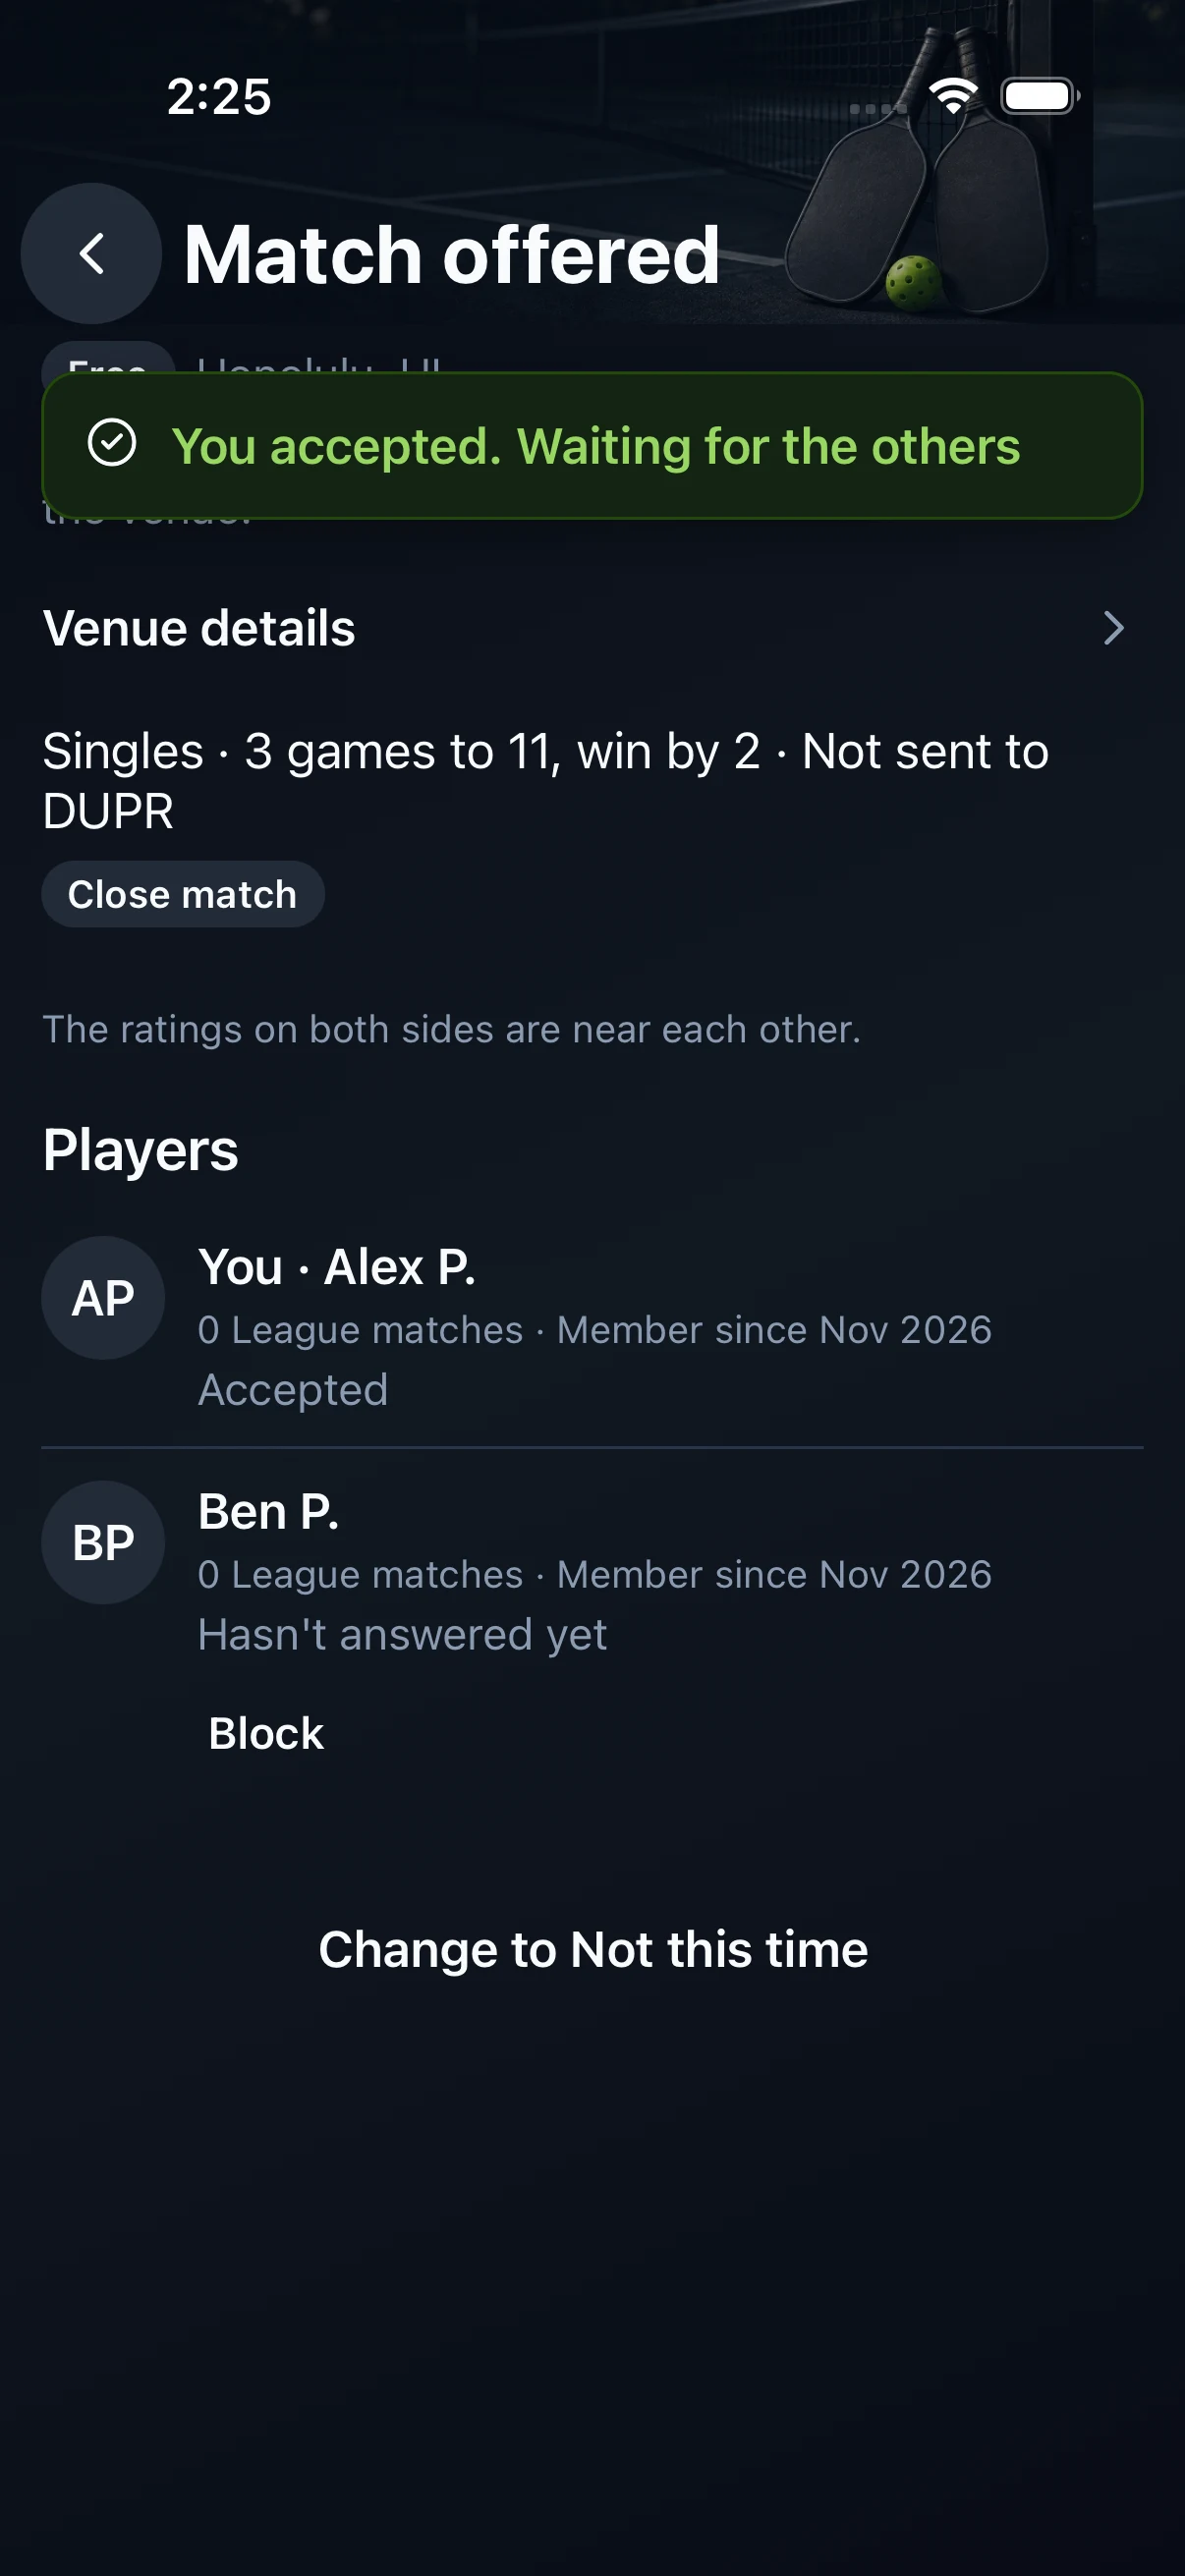 2:25
Match offered
You accepted. Waiting for the others
Venue details
Singles · 3 games to 11, win by 2 · Not sent to
DUPR
Close match
The ratings on both sides are near each other.
Players
AP
You · Alex P.
0 League matches · Member since Nov 2026
Accepted
BP
Ben P.
0 League matches · Member since Nov 2026
Hasn't answered yet
Block
Change to Not this time